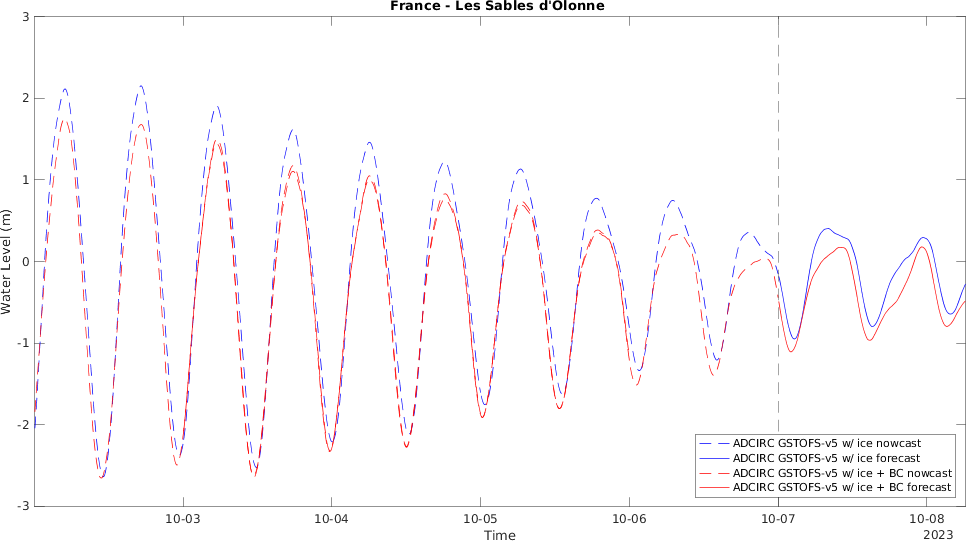 France - Les Sables d'Olonne
3
2
1
0
-1
-2
-3
Water Level (m)
ADCIRC GSTOFS-v5 w/ ice nowcast
ADCIRC GSTOFS-v5 w/ ice forecast
ADCIRC GSTOFS-v5 w/ ice + BC nowcast
ADCIRC GSTOFS-v5 w/ ice + BC forecast
10-03 10-04 10-05 10-06 10-07 10-08
Time
2023